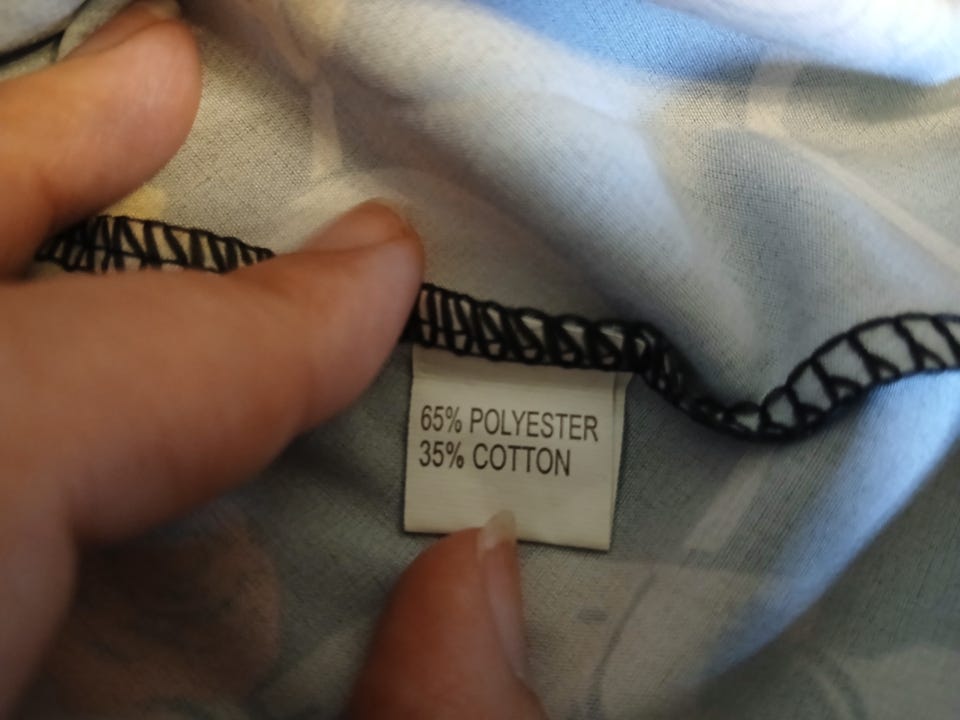 65% POLYESTER
35% COTTON